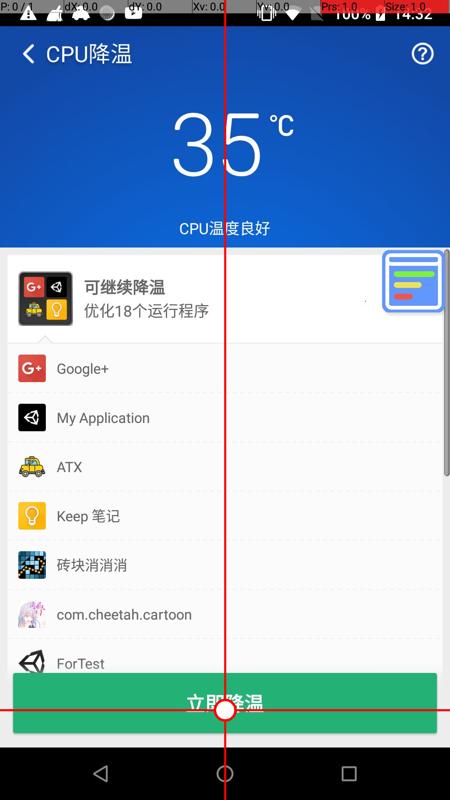 P: 0 / 1 dX: 0.0 dY: 0.0 Xv: 0.0 Yv: 0.0 Prs: 1.0 Size: 1.0
100% 14:32
CPU降温
35℃
CPU温度良好
可继续降温
优化18个运行程序
Google+
My Application
ATX
Keep 笔记
砖块消消消
com.cheetah.cartoon
ForTest
立即降温